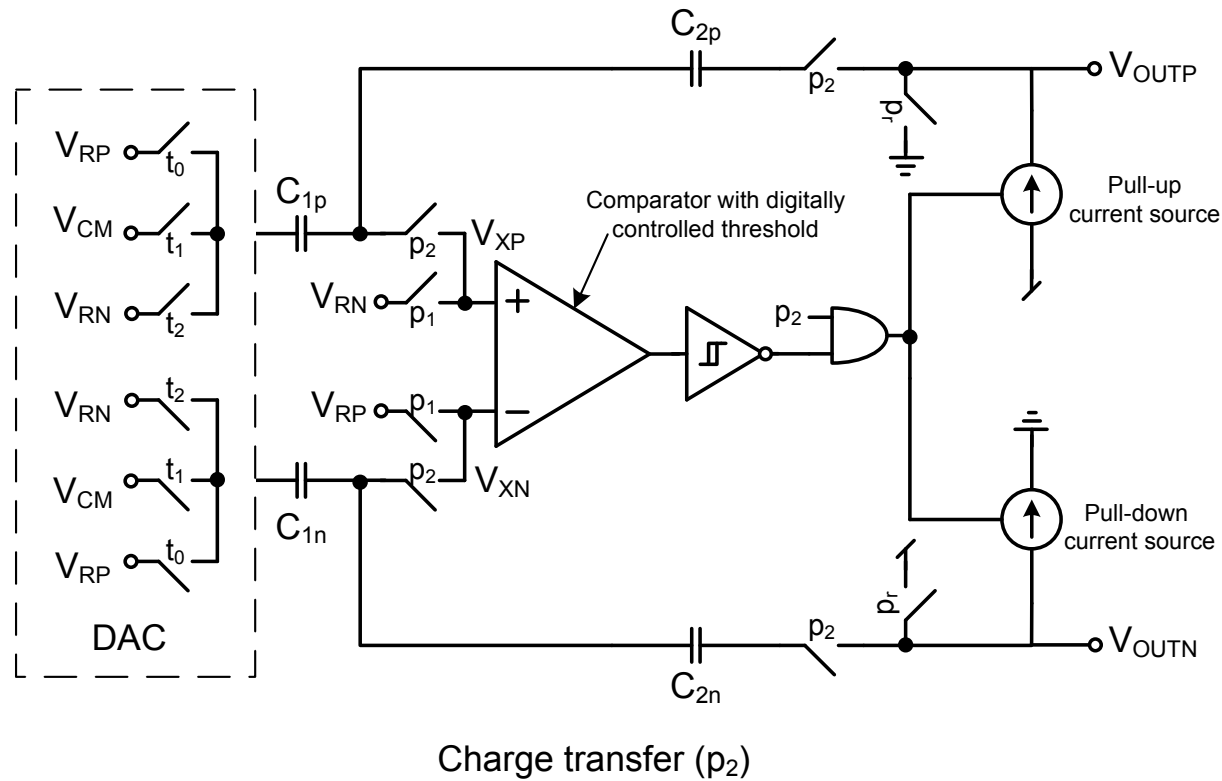 C2p
p2
VOUTP
pr
VRP
t0
C1p
VCM
t1
p2
VXP
Comparator with digitally
controlled threshold
Pull-up
current source
VRN
t2
VRN
p1
+
p2
VRP
p1
−
VRN
t2
p2
VXN
VCM
t1
C1n
Pull-down
current source
VRP
t0
pr
DAC
p2
VOUTN
C2n
Charge transfer (p2)